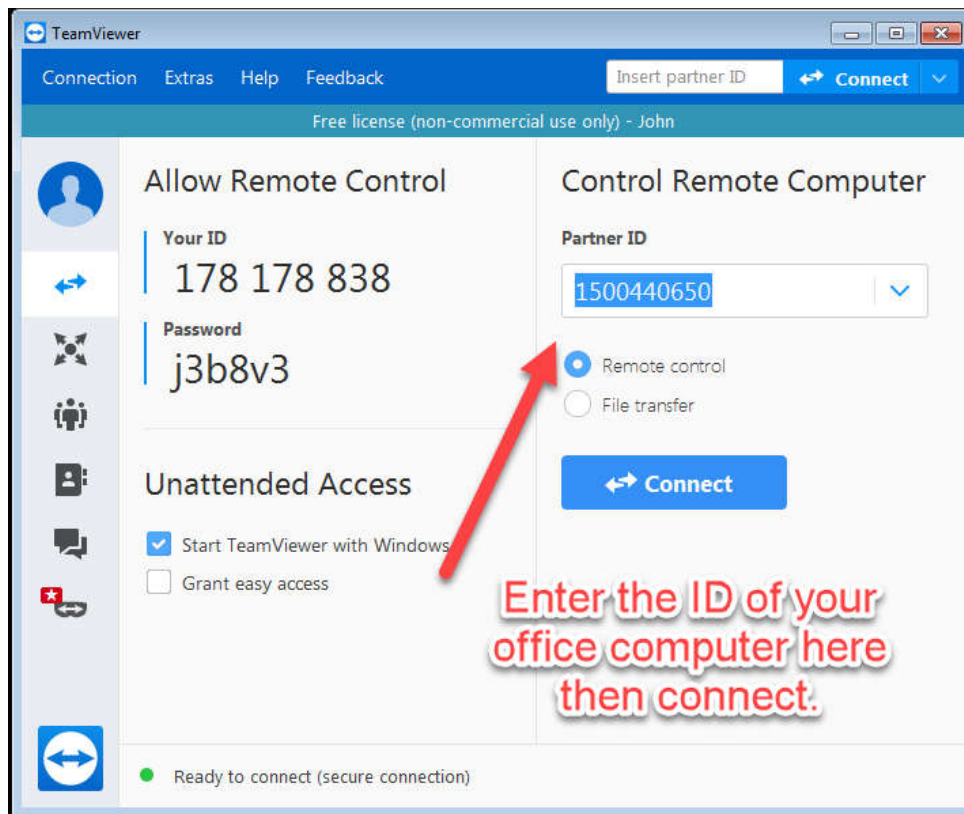 TeamViewer
Connection Extras Help Feedback
Insert partner ID
Connect
Free license (non-commercial use only) - John
Allow Remote Control
Your ID
178 178 838
Password
j3b8v3
Unattended Access
Start TeamViewer with Windows
Grant easy access
Control Remote Computer
Partner ID
1500440650
Remote control
File transfer
Connect
Enter the ID of your
office computer here
then connect.
Ready to connect (secure connection)